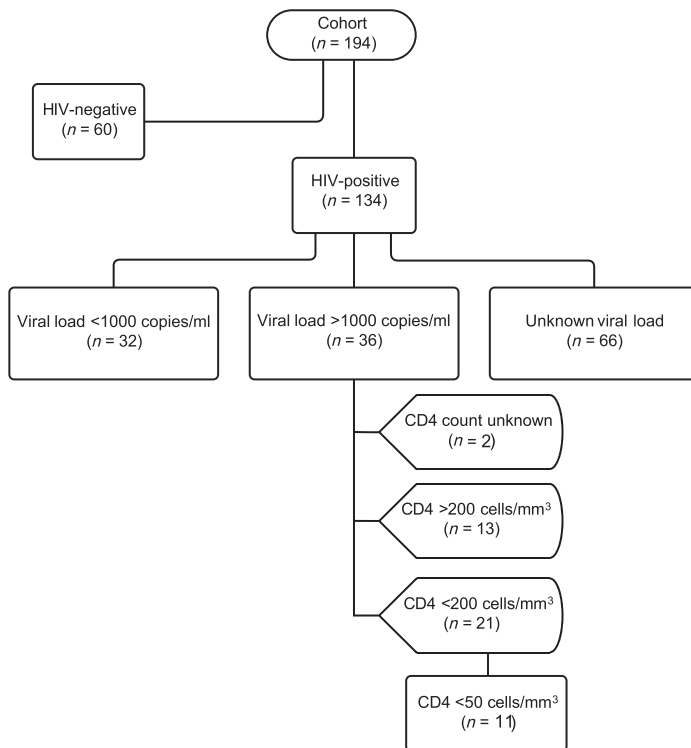 Cohort
(n = 194)
HIV-negative
(n = 60)
HIV-positive
(n = 134)
Viral load <1000 copies/ml
(n = 32)
Viral load >1000 copies/ml
(n = 36)
Unknown viral load
(n = 66)
CD4 count unknown
(n = 2)
CD4 >200 cells/mm³
(n = 13)
CD4 <200 cells/mm³
(n = 21)
CD4 <50 cells/mm³
(n = 11)